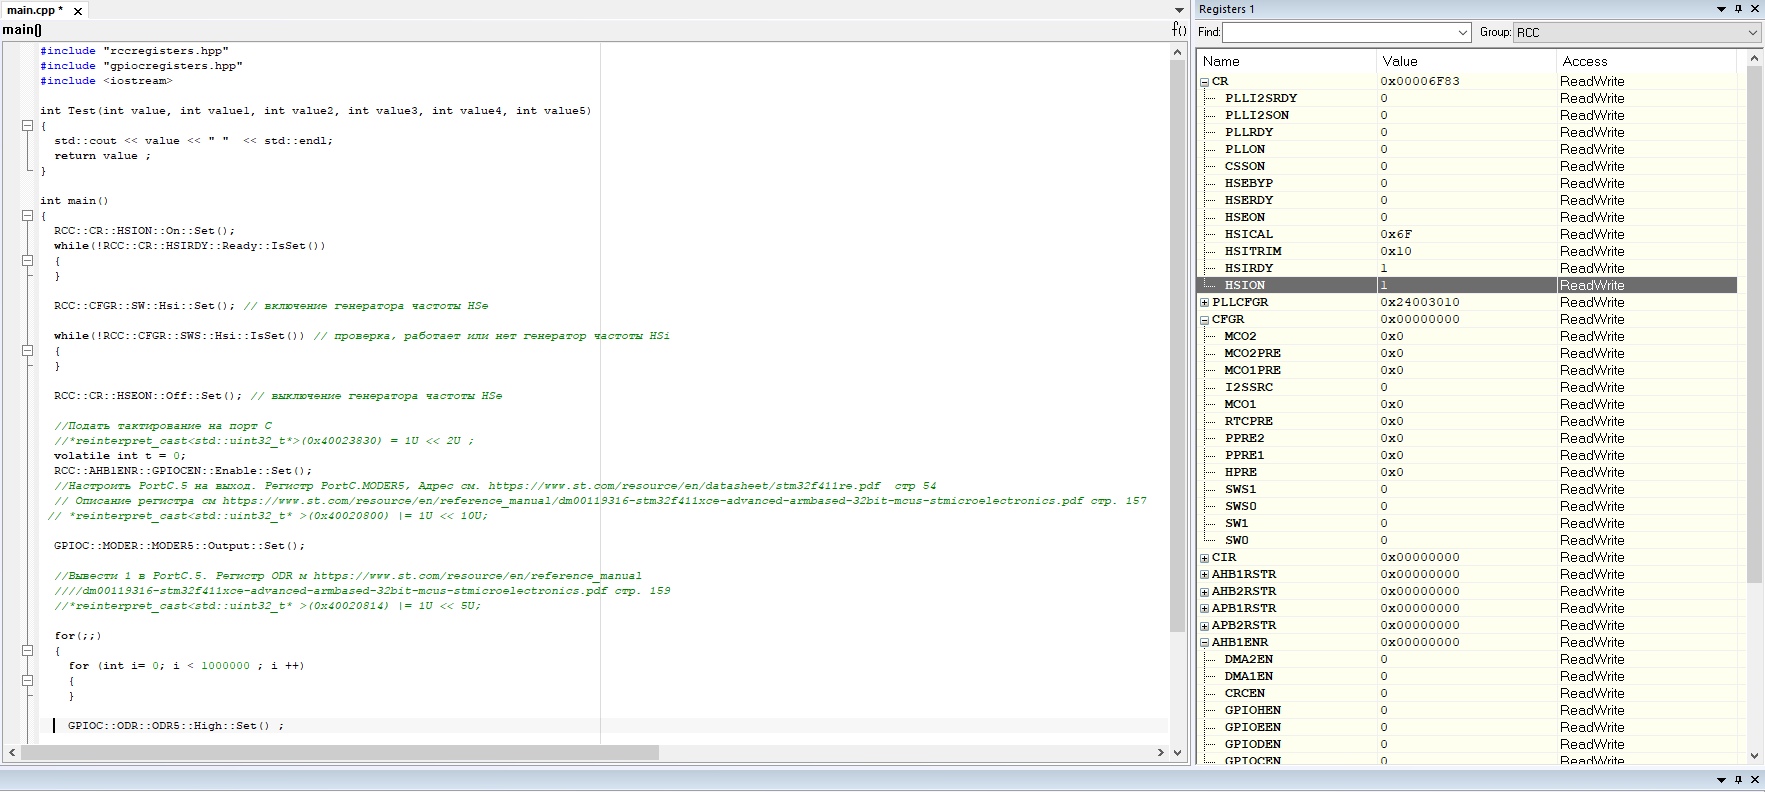 main.cpp *
main()
f()
#include "rccregisters.hpp"
#include "gpiocregisters.hpp"
#include <iostream>
int Test(int value, int value1, int value2, int value3, int value4, int value5)
{
std::cout << value << " "  << std::endl;
return value ;
}
int main()
{
RCC::CR::HSION::On::Set();
while(!RCC::CR::HSIRDY::Ready::IsSet())
{
}
RCC::CFGR::SW::Hsi::Set(); // включение генератора частоты HSe
while(!RCC::CFGR::SWS::Hsi::IsSet()) // проверка, работает или нет генератор частоты HSi
{
}
RCC::CR::HSEON::Off::Set(); // выключение генератора частоты HSe
//Подать тактирование на порт С
//*reinterpret_cast<std::uint32_t*>(0x40023830) = 1U << 2U ;
volatile int t = 0;
RCC::AHB1ENR::GPIOCEN::Enable::Set();
//Настроить PortC.5 на выход. Регистр PortC.MODER5, Адрес см. https://www.st.com/resource/en/datasheet/stm32f411re.pdf  стр 54
// Описание регистра см https://www.st.com/resource/en/reference_manual/dm00119316-stm32f411xce-advanced-armbased-32bit-mcus-stmicroelectronics.pdf стр. 157
// *reinterpret_cast<std::uint32_t* >(0x40020800) |= 1U << 10U;
GPIOC::MODER::MODER5::Output::Set();
//Вывести 1 в PortC.5. Регистр ODR м https://www.st.com/resource/en/reference_manual
////dm00119316-stm32f411xce-advanced-armbased-32bit-mcus-stmicroelectronics.pdf стр. 159
//*reinterpret_cast<std::uint32_t* >(0x40020814) |= 1U << 5U;
for(;;)
{
for (int i= 0; i < 1000000 ; i ++)
{
}
GPIOC::ODR::ODR5::High::Set() ;
Registers 1
Find: Group: RCC
Name Value Access
CR 0x00006F83 ReadWrite
PLLI2SRDY 0 ReadWrite
PLLI2SON 0 ReadWrite
PLLRDY 0 ReadWrite
PLLON 0 ReadWrite
CSSON 0 ReadWrite
HSEBYP 0 ReadWrite
HSERDY 0 ReadWrite
HSEON 0 ReadWrite
HSICAL 0x6F ReadWrite
HSITRIM 0x10 ReadWrite
HSIRDY 1 ReadWrite
HSION 1 ReadWrite
PLLCFGR 0x24003010 ReadWrite
CFGR 0x00000000 ReadWrite
MCO2 0x0 ReadWrite
MCO2PRE 0x0 ReadWrite
MCO1PRE 0x0 ReadWrite
I2SSRC 0 ReadWrite
MCO1 0x0 ReadWrite
RTCPRE 0x0 ReadWrite
PPRE2 0x0 ReadWrite
PPRE1 0x0 ReadWrite
HPRE 0x0 ReadWrite
SWS1 0 ReadWrite
SWS0 0 ReadWrite
SW1 0 ReadWrite
SW0 0 ReadWrite
CIR 0x00000000 ReadWrite
AHB1RSTR 0x00000000 ReadWrite
AHB2RSTR 0x00000000 ReadWrite
APB1RSTR 0x00000000 ReadWrite
APB2RSTR 0x00000000 ReadWrite
AHB1ENR 0x00000000 ReadWrite
DMA2EN 0 ReadWrite
DMA1EN 0 ReadWrite
CRCEN 0 ReadWrite
GPIOHEN 0 ReadWrite
GPIOEEN 0 ReadWrite
GPIODEN 0 ReadWrite
GPIOCEN 0 ReadWrite